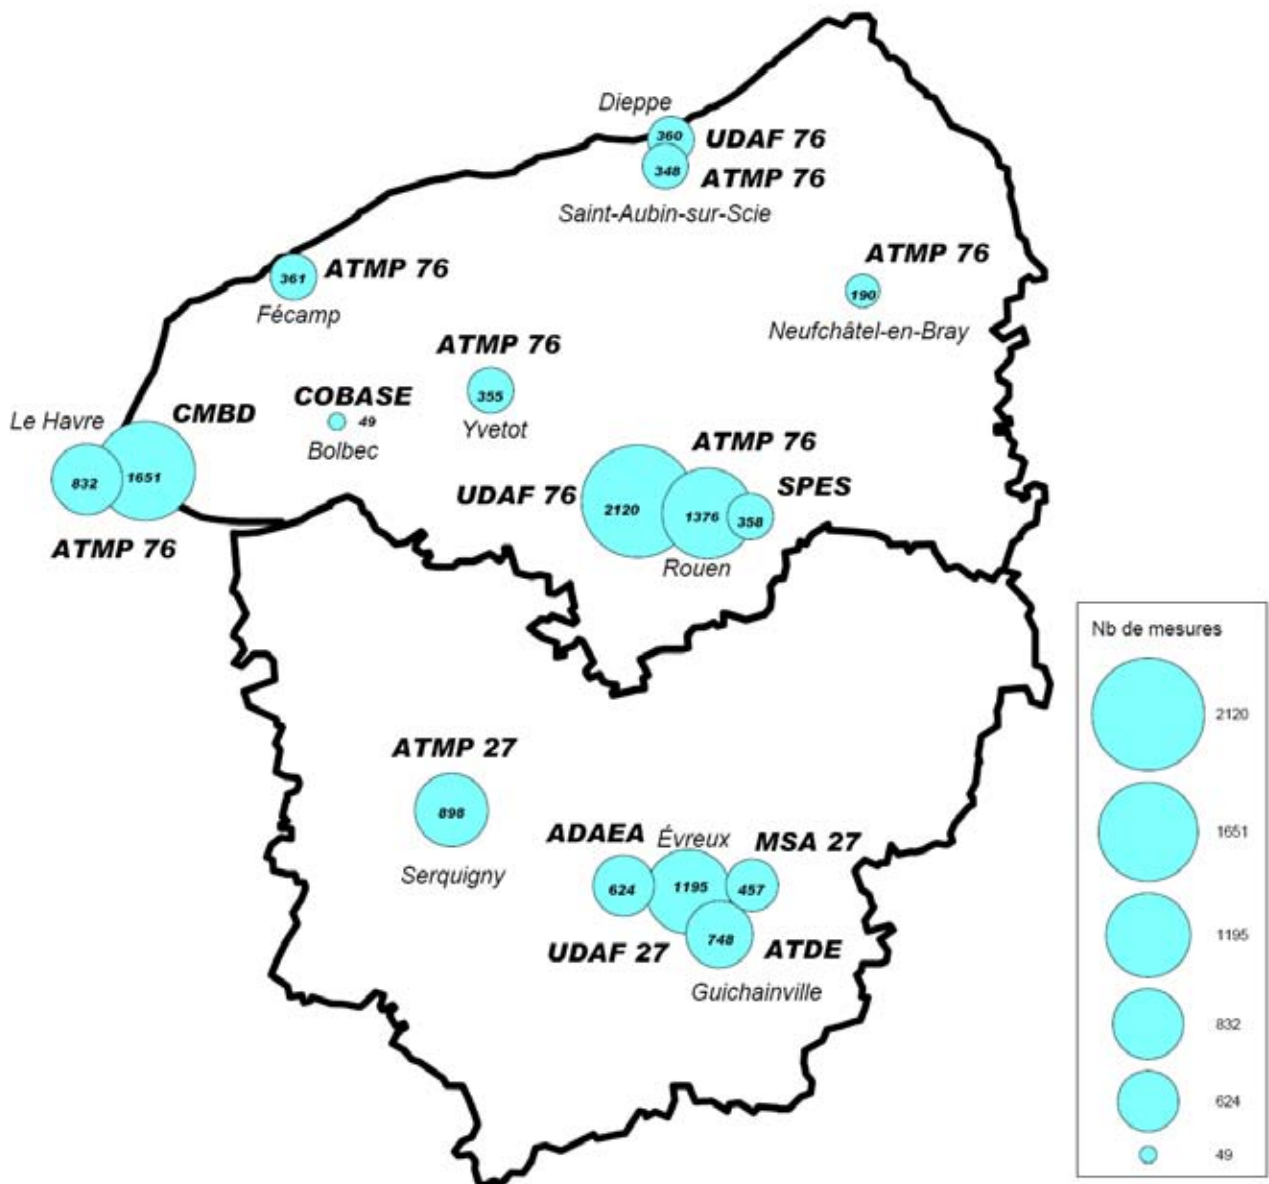 Dieppe
360
UDAF 76
348
ATMP 76
Saint-Aubin-sur-Scie
ATMP 76
190
Neufchâtel-en-Bray
361
ATMP 76
Fécamp
ATMP 76
355
Yvetot
COBASE
49
Bolbec
Le Havre
CMBD
832
1651
ATMP 76
ATMP 76
UDAF 76
SPES
2120
1376
358
Rouen
ATMP 27
898
Serquigny
ADAEA
Évreux
MSA 27
624
1195
457
748
UDAF 27
ATDE
Guichainville
Nb de mesures
2120
1651
1195
832
624
49